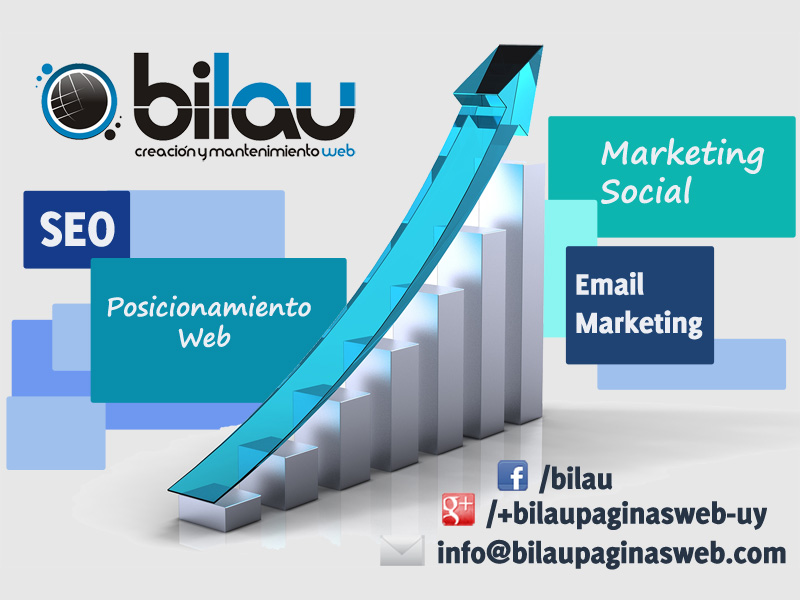 bilau
creación y mantenimiento web
SEO
Posicionamiento
Web
Marketing
Social
Email
Marketing
f /bilau
g+ /+bilaupaginasweb-uy
info@bilaupaginasweb.com